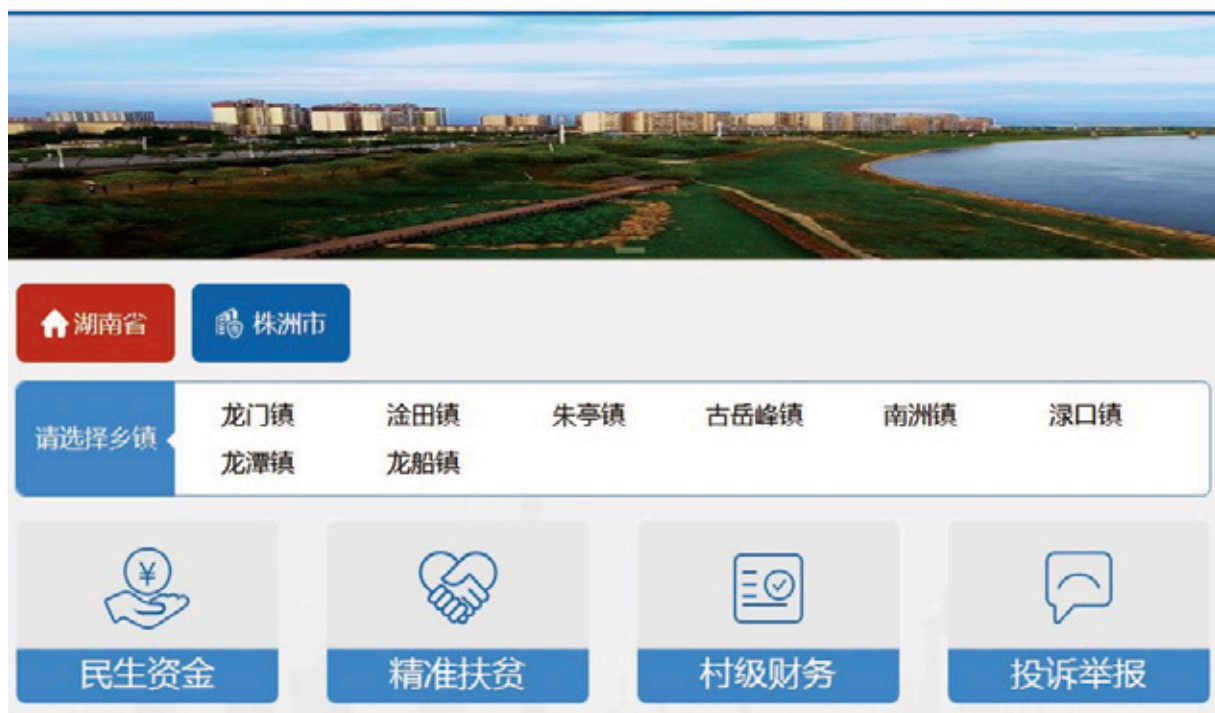 湖南省 株洲市
请选择乡镇
龙门镇 淦田镇 朱亭镇 古岳峰镇 南洲镇 渌口镇
龙潭镇 龙船镇
民生资金 精准扶贫 村级财务 投诉举报